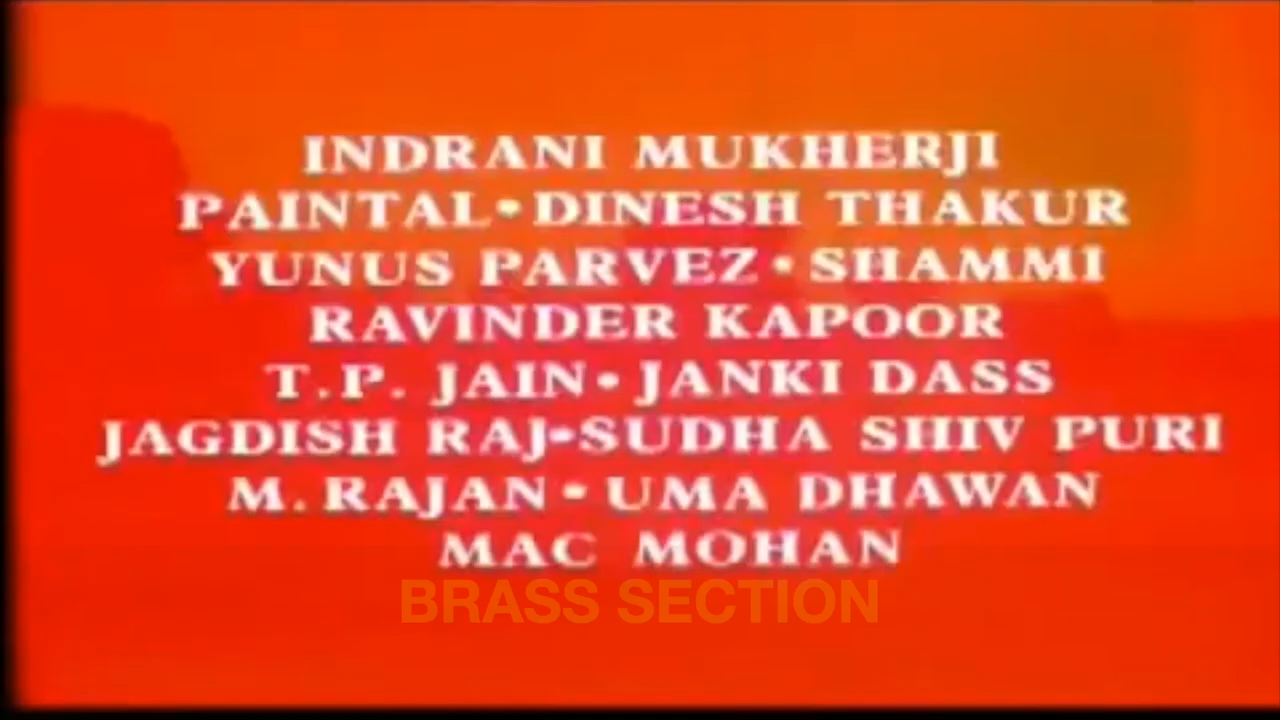 INDRANI MUKHERJI
PAINTAL•DINESH THAKUR
YUNUS PARVEZ•SHAMMI
RAVINDER KAPOOR
T.P. JAIN•JANKI DASS
JAGDISH RAJ•SUDHA SHIV PURI
M. RAJAN•UMA DHAWAN
MAC MOHAN
BRASS SECTION